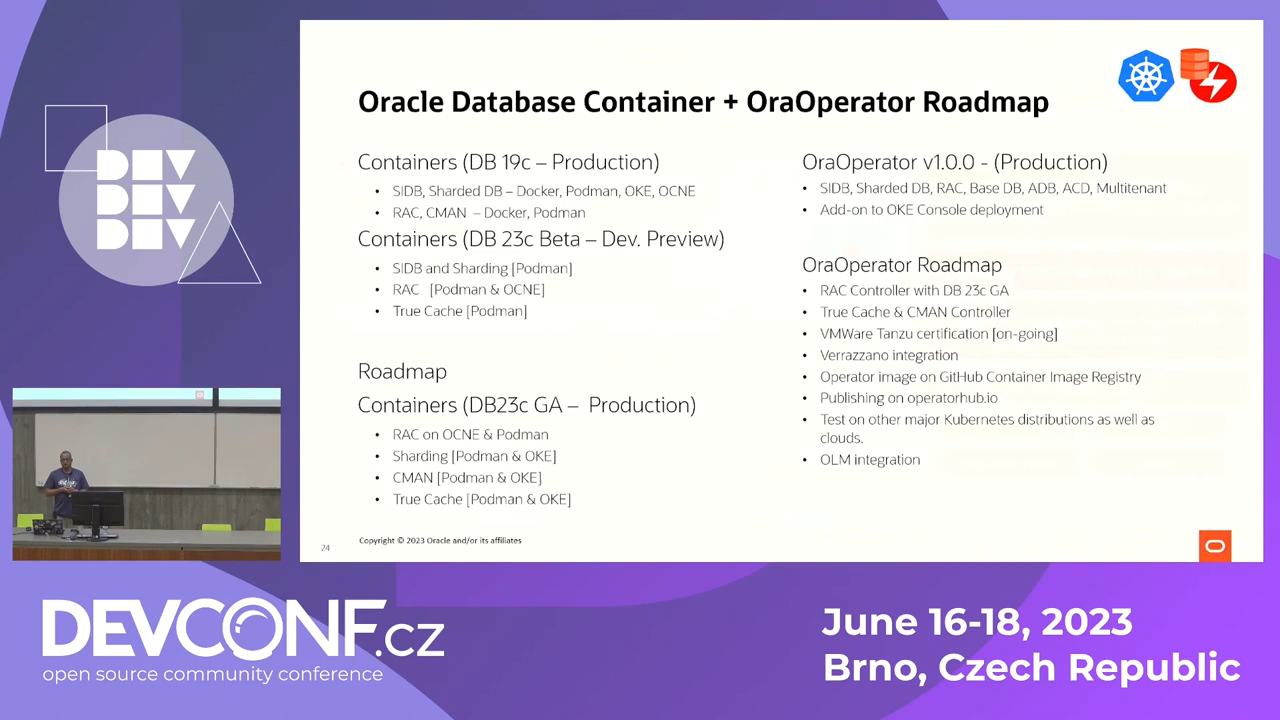 Oracle Database Container + OraOperator Roadmap
Containers (DB 19c – Production)
• SIDB, Sharded DB – Docker, Podman, OKE, OCNE
• RAC, CMAN – Docker, Podman
Containers (DB 23c Beta – Dev. Preview)
• SIDB and Sharding [Podman]
• RAC [Podman & OCNE]
• True Cache [Podman]
Roadmap
Containers (DB23c GA – Production)
• RAC on OCNE & Podman
• Sharding [Podman & OKE]
• CMAN [Podman & OKE]
• True Cache [Podman & OKE]
OraOperator v1.0.0 - (Production)
• SIDB, Sharded DB, RAC, Base DB, ADB, ACD, Multitenant
• Add-on to OKE Console deployment
OraOperator Roadmap
• RAC Controller with DB 23c GA
• True Cache & CMAN Controller
• VMWare Tanzu certification [on-going]
• Verrazzano integration
• Operator image on GitHub Container Image Registry
• Publishing on operatorhub.io
• Test on other major Kubernetes distributions as well as
clouds.
• OLM integration
24
Copyright © 2023 Oracle and/or its affiliates
DEV
DEV
DEV
DEVCONF.cz
open source community conference
June 16-18, 2023
Brno, Czech Republic